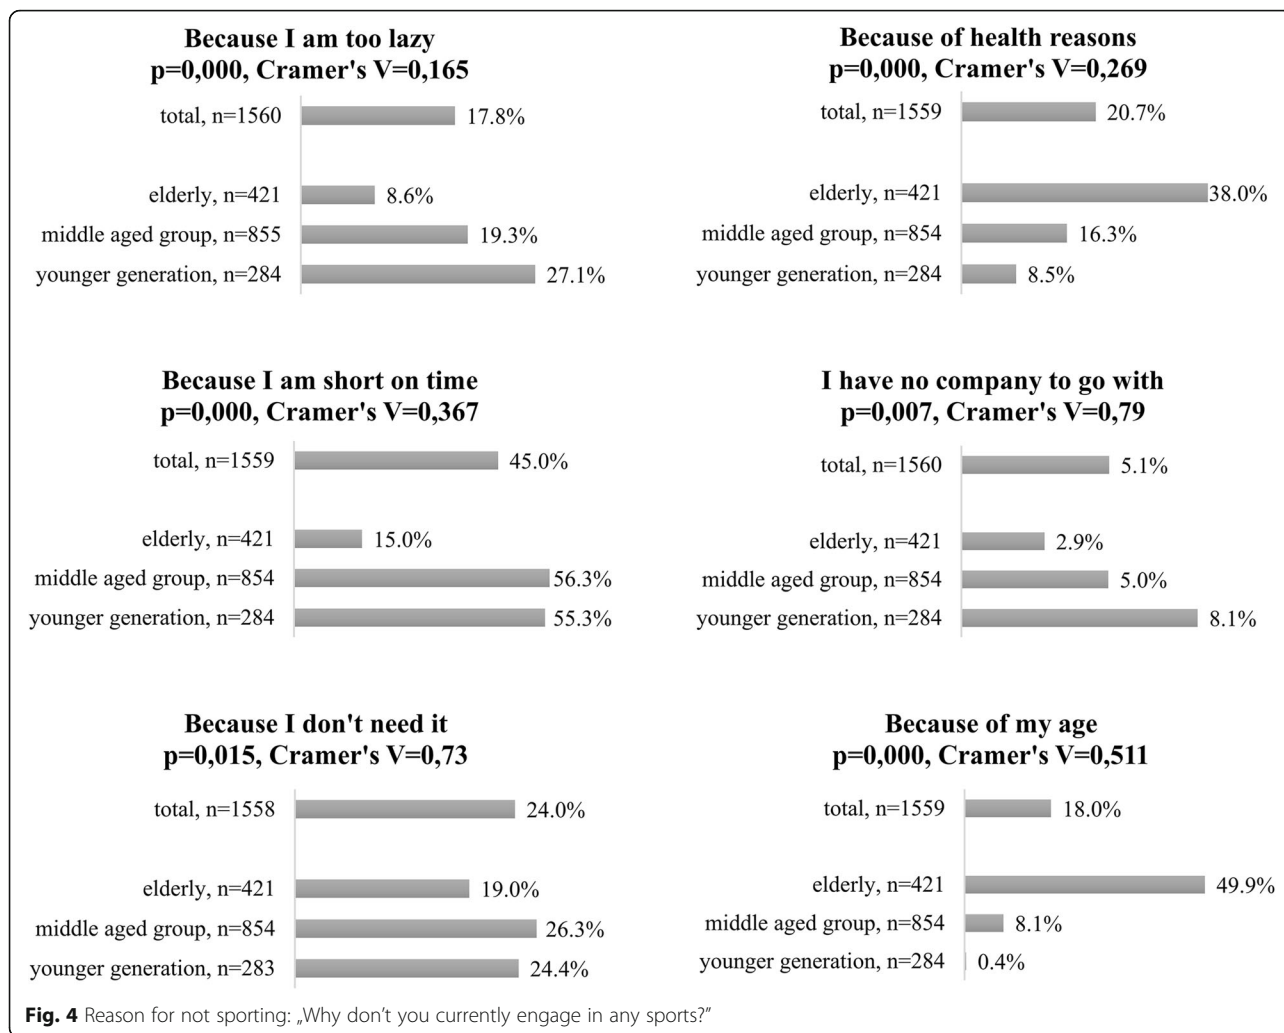 Because I am too lazy
p=0,000, Cramer's V=0,165
total, n=1560 17.8%
elderly, n=421 8.6%
middle aged group, n=855 19.3%
younger generation, n=284 27.1%
Because of health reasons
p=0,000, Cramer's V=0,269
total, n=1559 20.7%
elderly, n=421 38.0%
middle aged group, n=854 16.3%
younger generation, n=284 8.5%
Because I am short on time
p=0,000, Cramer's V=0,367
total, n=1559 45.0%
elderly, n=421 15.0%
middle aged group, n=854 56.3%
younger generation, n=284 55.3%
I have no company to go with
p=0,007, Cramer's V=0,79
total, n=1560 5.1%
elderly, n=421 2.9%
middle aged group, n=854 5.0%
younger generation, n=284 8.1%
Because I don't need it
p=0,015, Cramer's V=0,73
total, n=1558 24.0%
elderly, n=421 19.0%
middle aged group, n=854 26.3%
younger generation, n=283 24.4%
Because of my age
p=0,000, Cramer's V=0,511
total, n=1559 18.0%
elderly, n=421 49.9%
middle aged group, n=854 8.1%
younger generation, n=284 0.4%
Fig. 4 Reason for not sporting: „Why don’t you currently engage in any sports?”